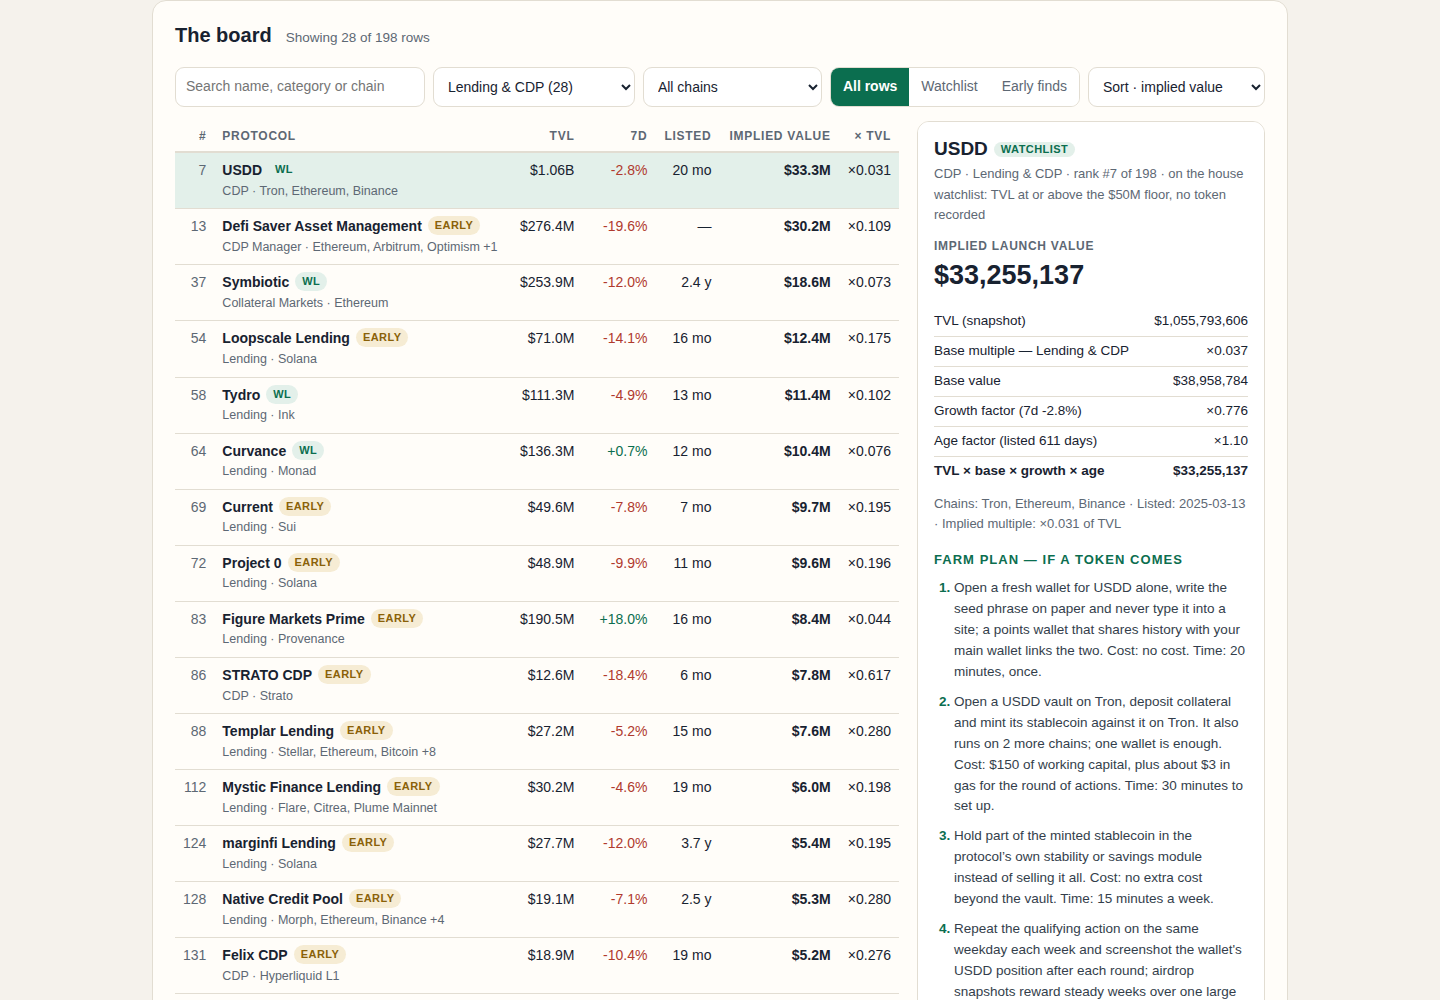 The board Showing 28 of 198 rows
Search name, category or chain Lending & CDP (28) All chains All rows Watchlist Early finds Sort · implied value
# PROTOCOL TVL 7D LISTED IMPLIED VALUE × TVL
7 USDD WL $1.06B -2.8% 20 mo $33.3M ×0.031
CDP · Tron, Ethereum, Binance
13 Defi Saver Asset Management EARLY $276.4M -19.6% — $30.2M ×0.109
CDP Manager · Ethereum, Arbitrum, Optimism +1
37 Symbiotic WL $253.9M -12.0% 2.4 y $18.6M ×0.073
Collateral Markets · Ethereum
54 Loopscale Lending EARLY $71.0M -14.1% 16 mo $12.4M ×0.175
Lending · Solana
58 Tydro WL $111.3M -4.9% 13 mo $11.4M ×0.102
Lending · Ink
64 Curvance WL $136.3M +0.7% 12 mo $10.4M ×0.076
Lending · Monad
69 Current EARLY $49.6M -7.8% 7 mo $9.7M ×0.195
Lending · Sui
72 Project 0 EARLY $48.9M -9.9% 11 mo $9.6M ×0.196
Lending · Solana
83 Figure Markets Prime EARLY $190.5M +18.0% 16 mo $8.4M ×0.044
Lending · Provenance
86 STRATO CDP EARLY $12.6M -18.4% 6 mo $7.8M ×0.617
CDP · Strato
88 Templar Lending EARLY $27.2M -5.2% 15 mo $7.6M ×0.280
Lending · Stellar, Ethereum, Bitcoin +8
112 Mystic Finance Lending EARLY $30.2M -4.6% 19 mo $6.0M ×0.198
Lending · Flare, Citrea, Plume Mainnet
124 marginfi Lending EARLY $27.7M -12.0% 3.7 y $5.4M ×0.195
Lending · Solana
128 Native Credit Pool EARLY $19.1M -7.1% 2.5 y $5.3M ×0.280
Lending · Morph, Ethereum, Binance +4
131 Felix CDP EARLY $18.9M -10.4% 19 mo $5.2M ×0.276
CDP · Hyperliquid L1
USDD WATCHLIST
CDP · Lending & CDP · rank #7 of 198 · on the house
watchlist: TVL at or above the $50M floor, no token
recorded
IMPLIED LAUNCH VALUE
$33,255,137
TVL (snapshot) $1,055,793,606
Base multiple — Lending & CDP ×0.037
Base value $38,958,784
Growth factor (7d -2.8%) ×0.776
Age factor (listed 611 days) ×1.10
TVL × base × growth × age $33,255,137
Chains: Tron, Ethereum, Binance · Listed: 2025-03-13
· Implied multiple: ×0.031 of TVL
FARM PLAN — IF A TOKEN COMES
1. Open a fresh wallet for USDD alone, write the
seed phrase on paper and never type it into a
site; a points wallet that shares history with your
main wallet links the two. Cost: no cost. Time: 20
minutes, once.
2. Open a USDD vault on Tron, deposit collateral
and mint its stablecoin against it on Tron. It also
runs on 2 more chains; one wallet is enough.
Cost: $150 of working capital, plus about $3 in
gas for the round of actions. Time: 30 minutes to
set up.
3. Hold part of the minted stablecoin in the
protocol’s own stability or savings module
instead of selling it all. Cost: no extra cost
beyond the vault. Time: 15 minutes a week.
4. Repeat the qualifying action on the same
weekday each week and screenshot the wallet's
USDD position after each round; airdrop
snapshots reward steady weeks over one large